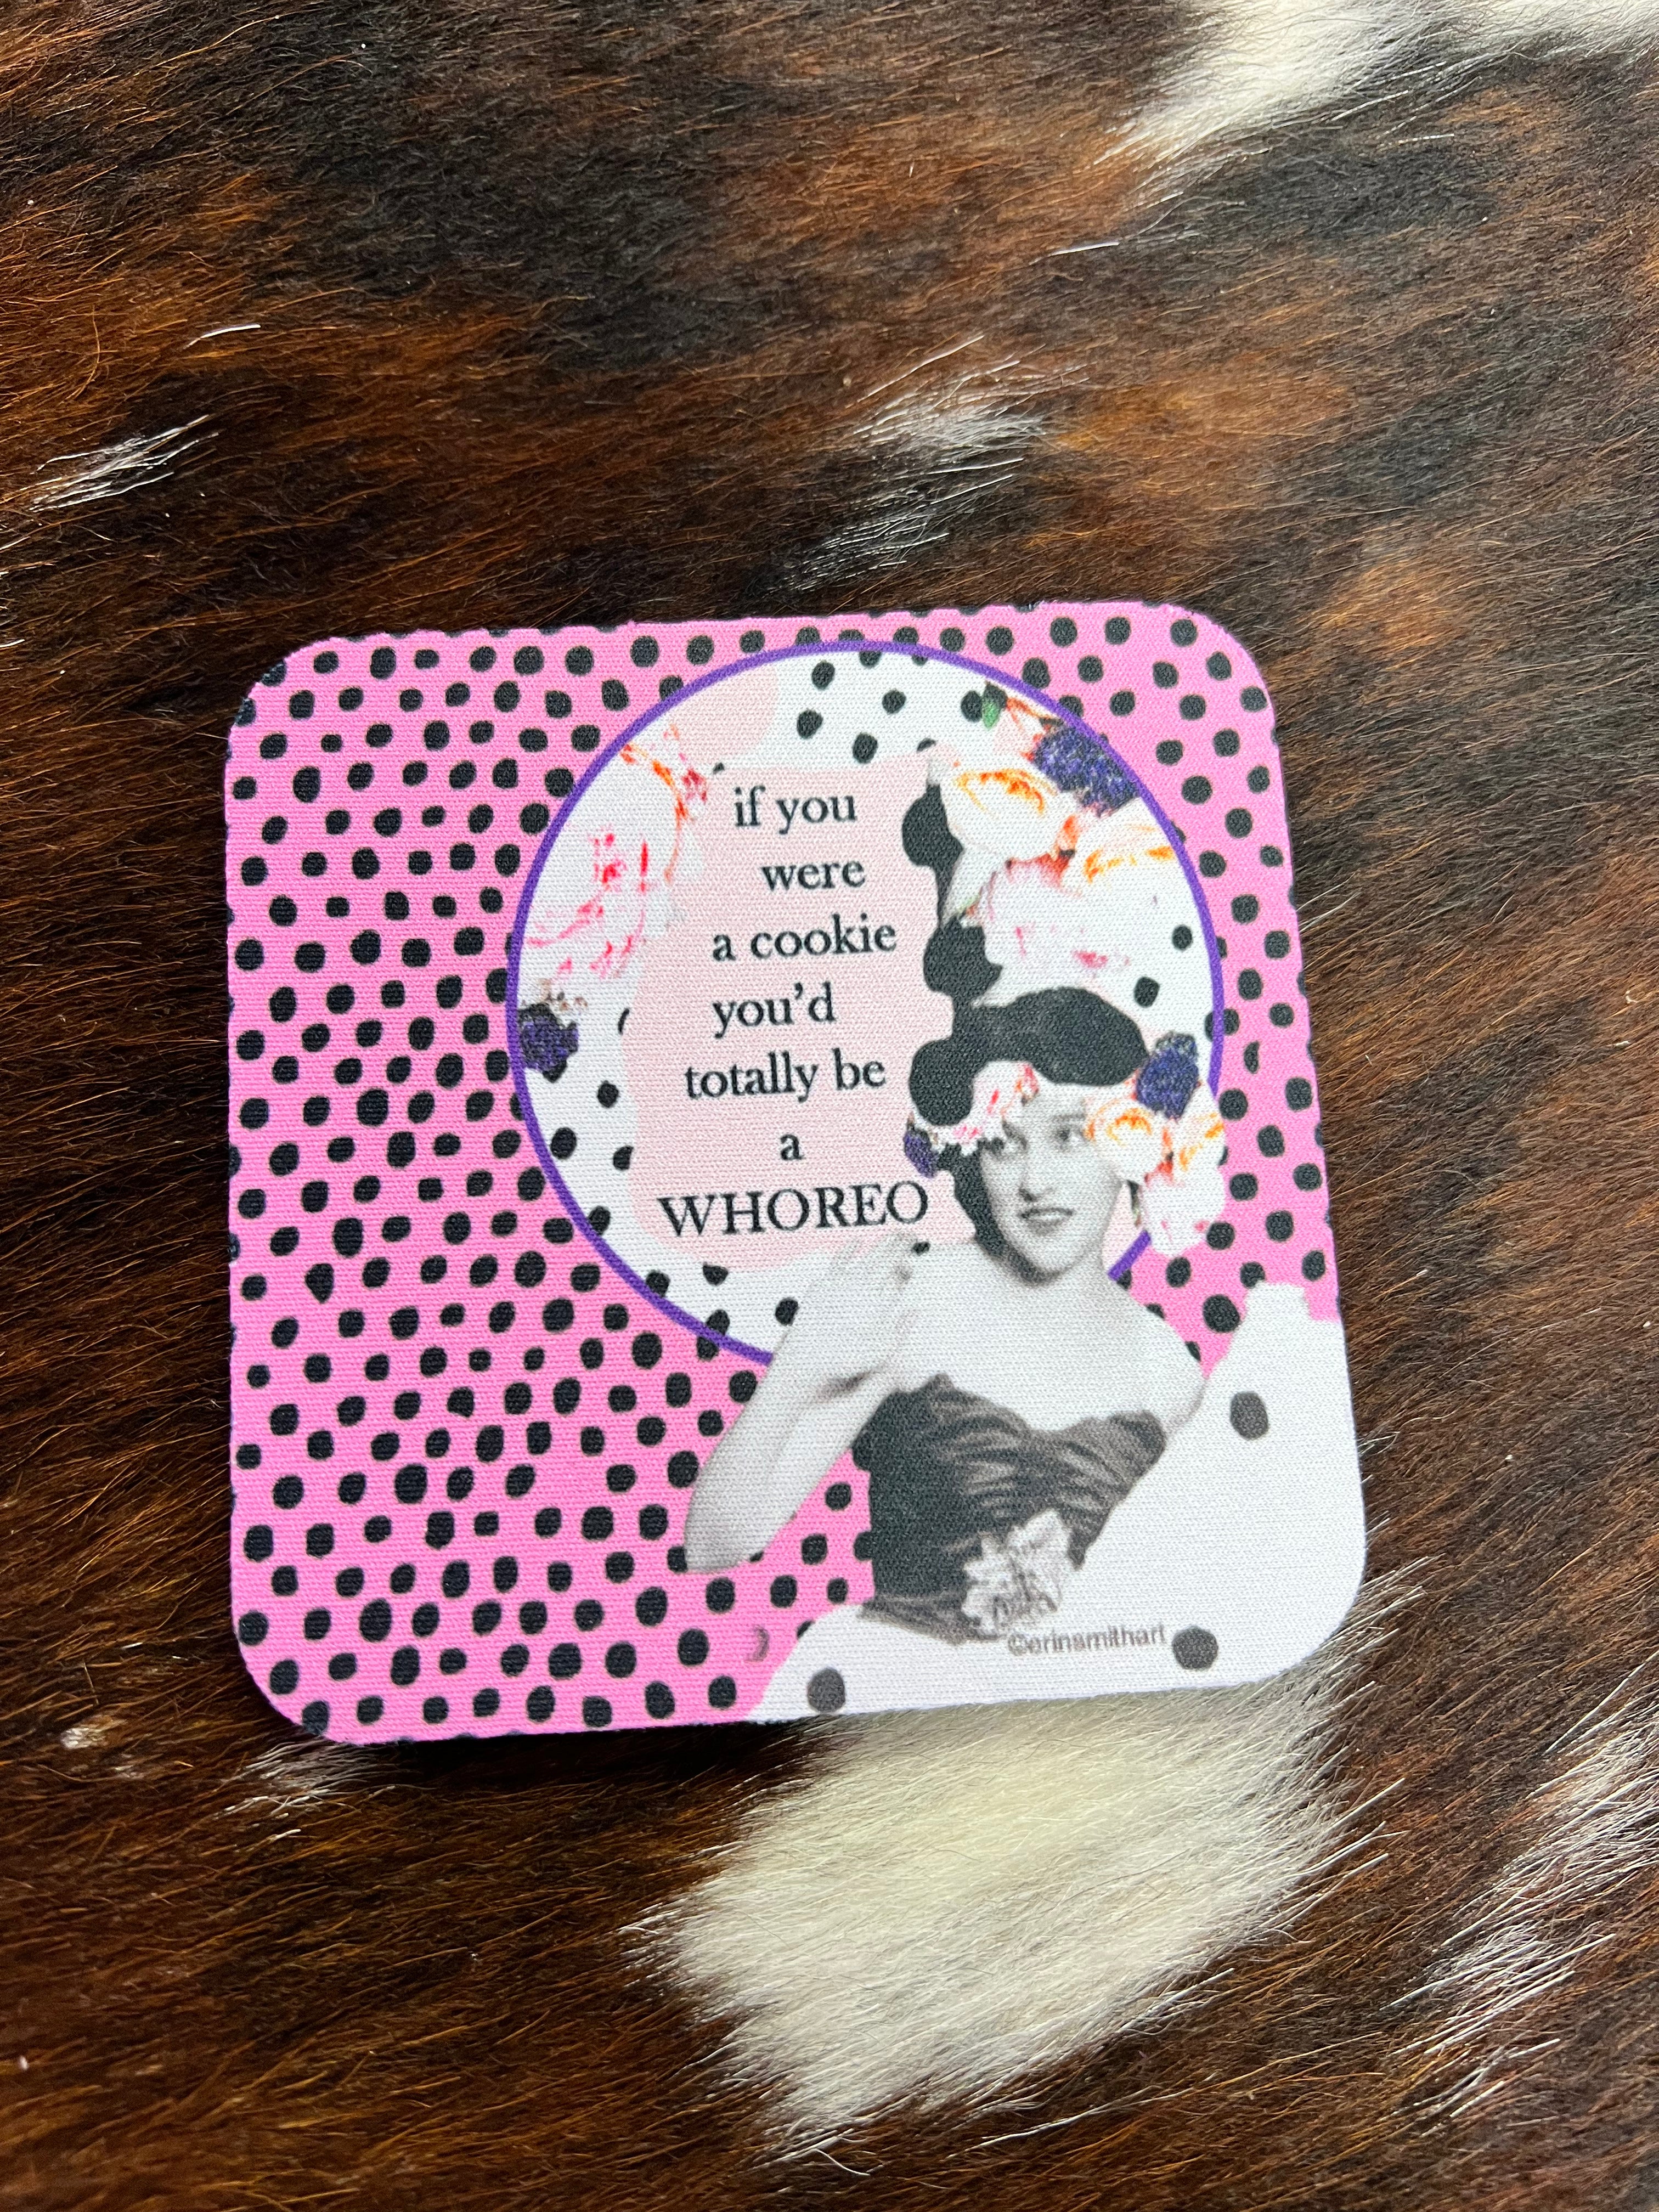 if you
were
a cookie
you'd
totally be
a
WHOREO
©erinsmithart